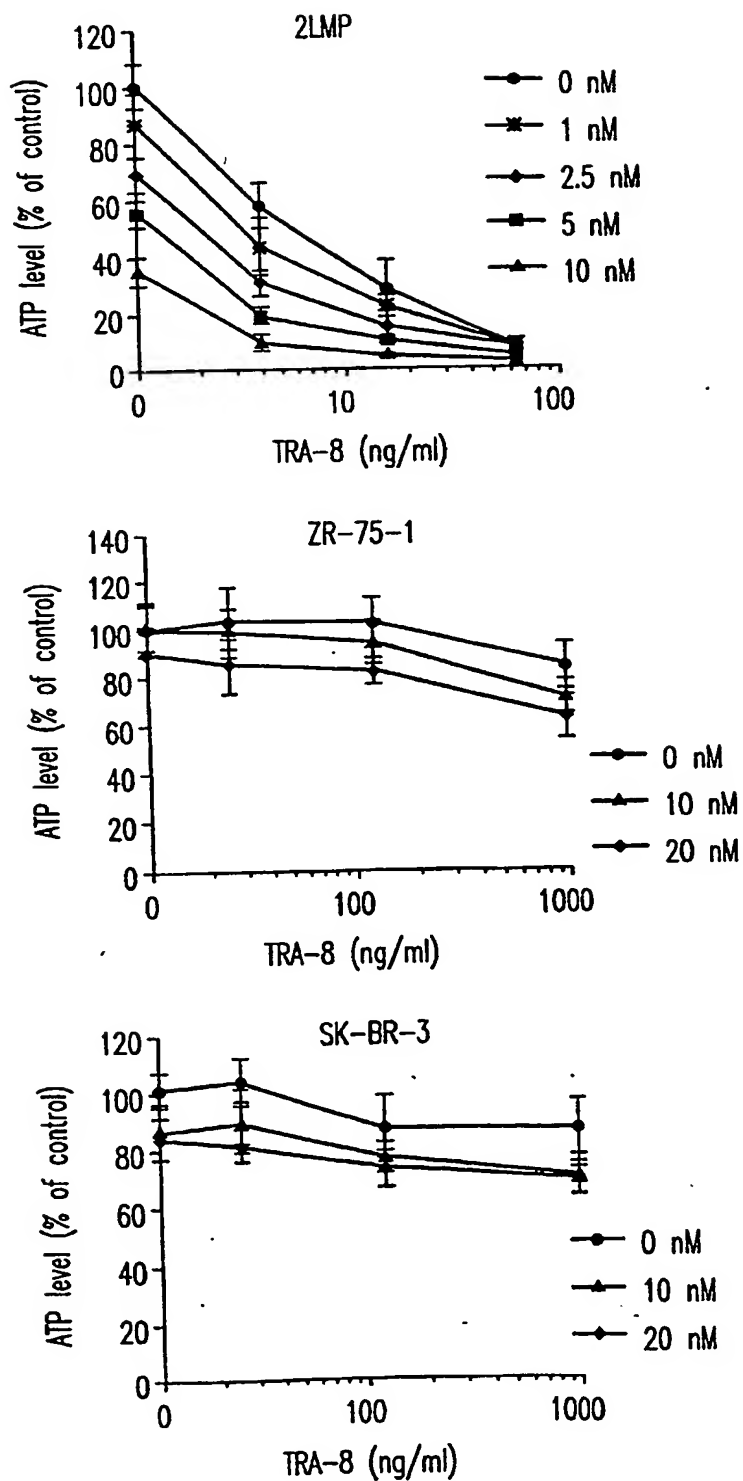 2LMP
120
100
80
60
40
20
0
ATP level (% of control)
0 nM
1 nM
2.5 nM
5 nM
10 nM
0 10 100
TRA-8 (ng/ml)
ZR-75-1
140
120
100
80
60
40
20
0
ATP level (% of control)
0 nM
10 nM
20 nM
0 100 1000
TRA-8 (ng/ml)
SK-BR-3
120
100
80
60
40
20
0
ATP level (% of control)
0 nM
10 nM
20 nM
0 100 1000
TRA-8 (ng/ml)